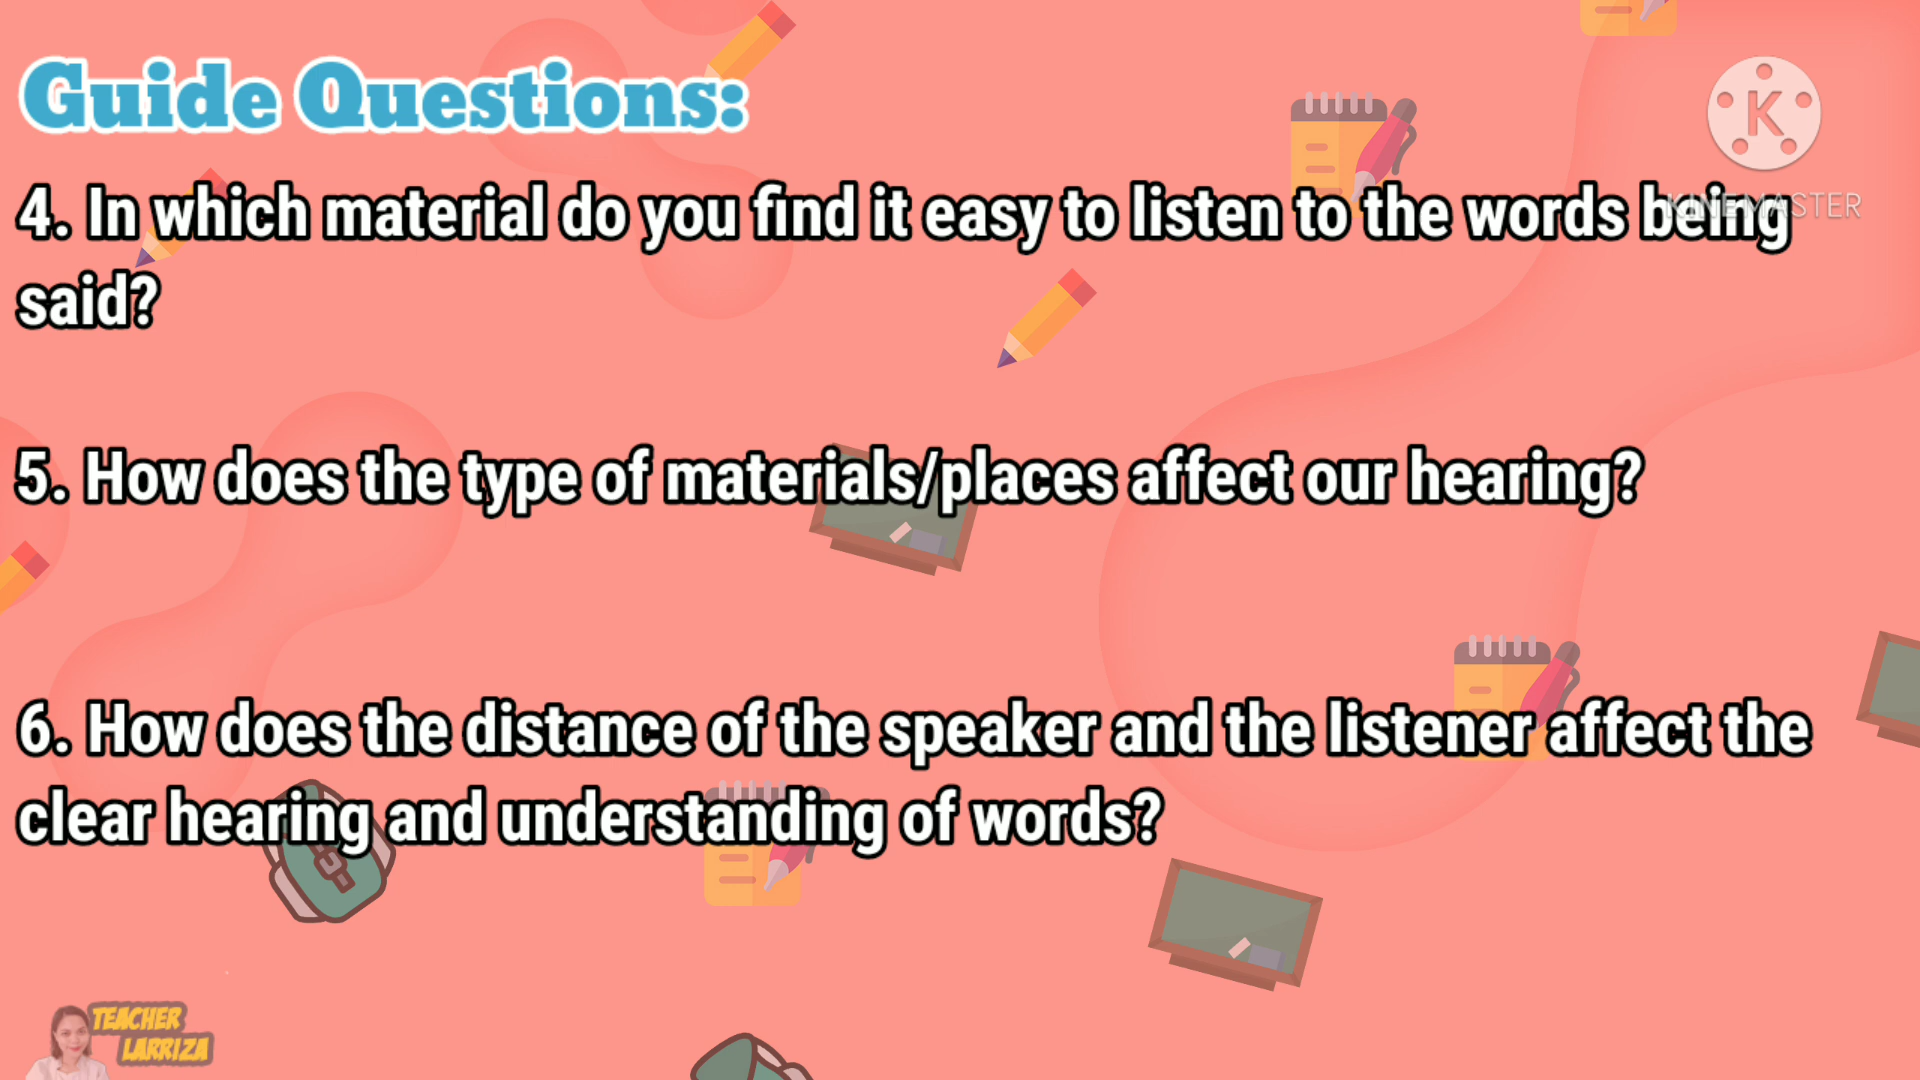 Guide Questions:
4. In which material do you find it easy to listen to the words being
said?
K
KINEMASTER
5. How does the type of materials/places affect our hearing?
6. How does the distance of the speaker and the listener affect the
clear hearing and understanding of words?
TEACHER
LARRIZA